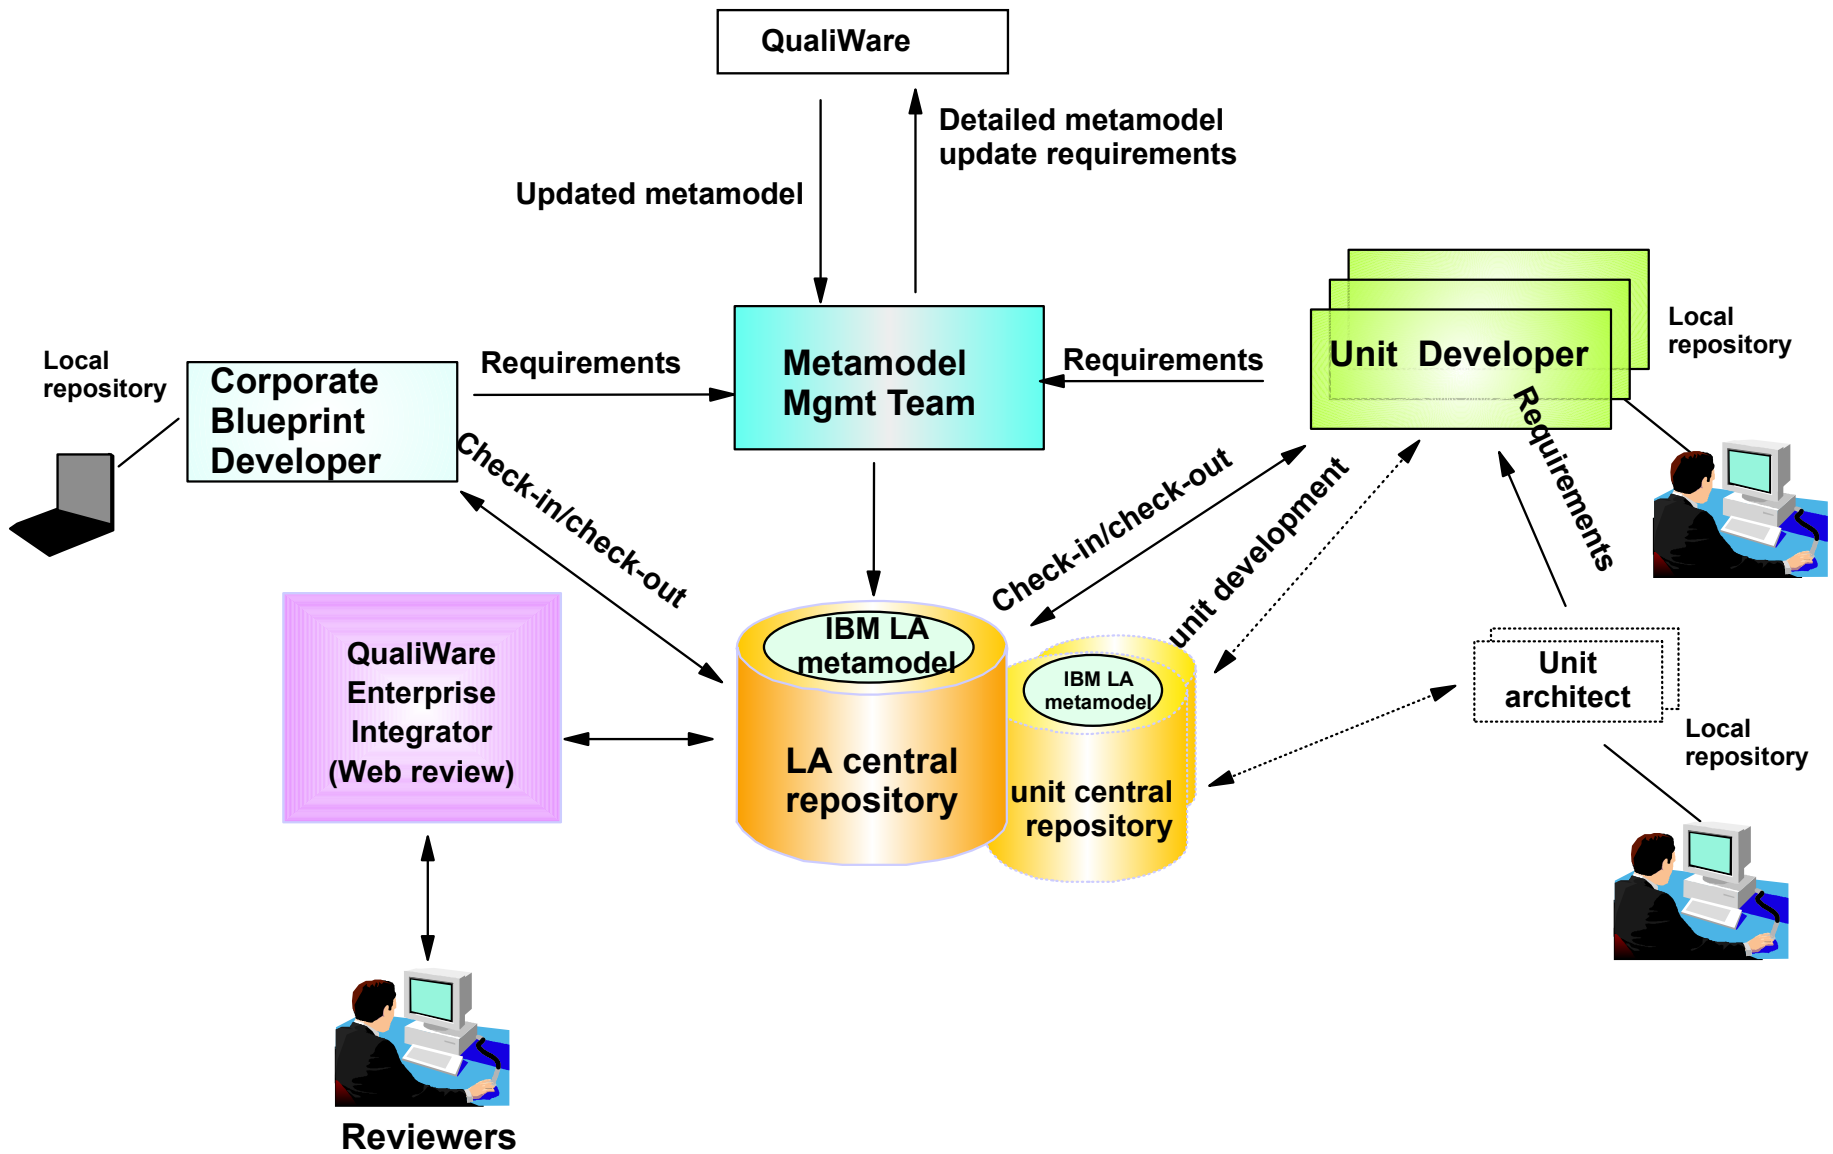 QualiWare
Detailed metamodel
update requirements
Updated metamodel
Local
repository
Corporate
Blueprint
Developer
Requirements
Metamodel
Mgmt Team
Requirements
Unit Developer
Local
repository
Requirements
Check-in/check-out
Check-in/check-out
unit development
QualiWare
Enterprise
Integrator
(Web review)
IBM LA
metamodel
LA central
repository
IBM LA
metamodel
unit central
repository
Unit
architect
Local
repository
Reviewers